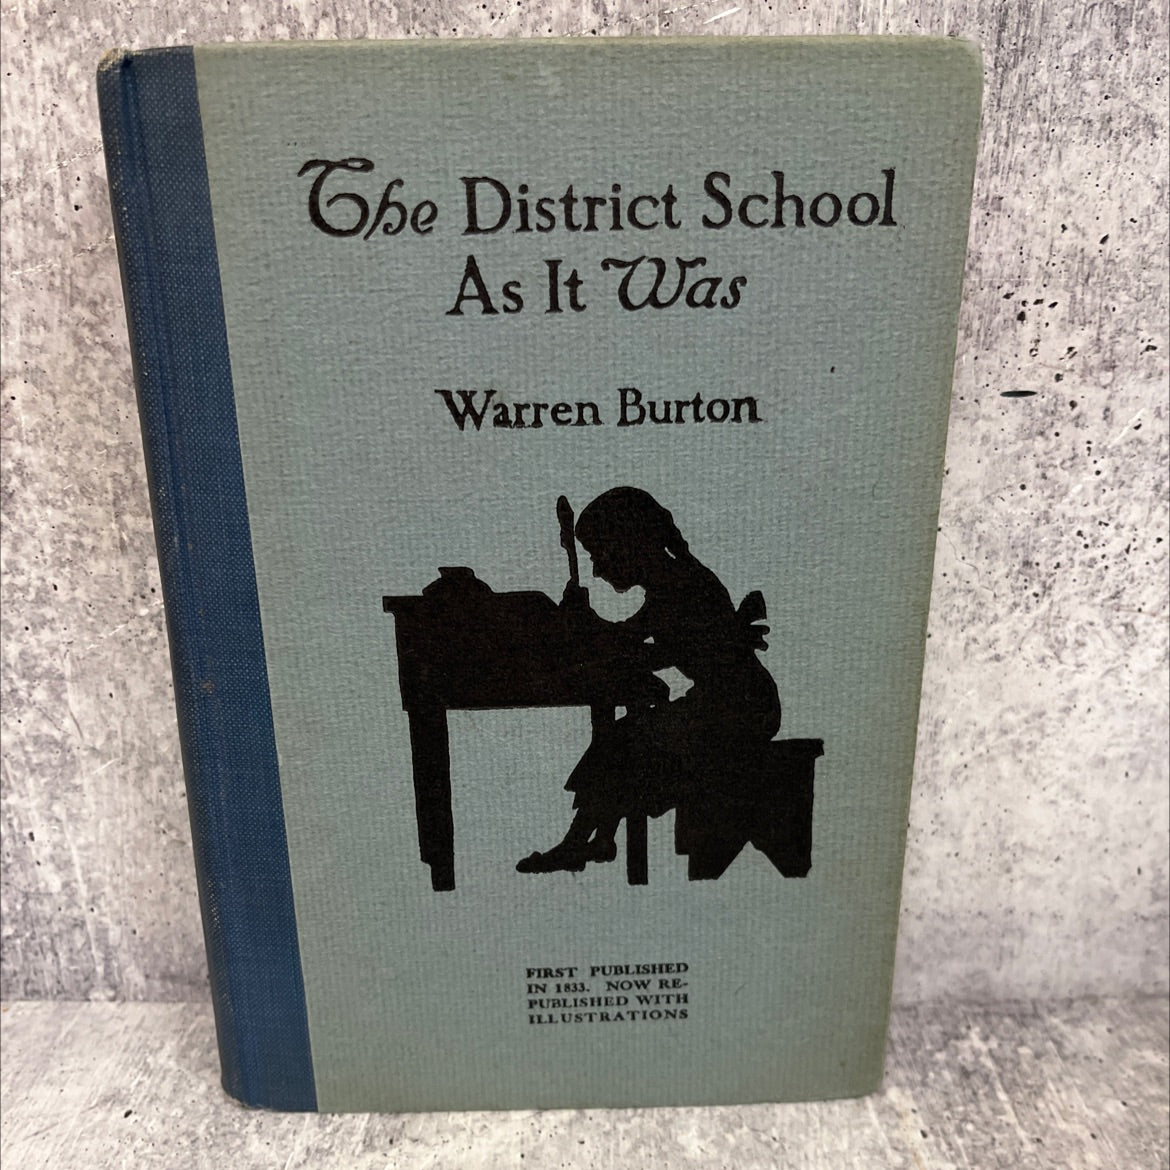 The District School
As It Was
Warren Burton
FIRST PUBLISHED
IN 1833. NOW RE-
PUBLISHED WITH
ILLUSTRATIONS